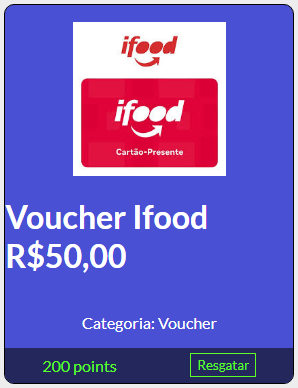 ifood
ifood
Cartão-Presente
Voucher Ifood
R$50,00
Categoria: Voucher
200 points
Resgatar